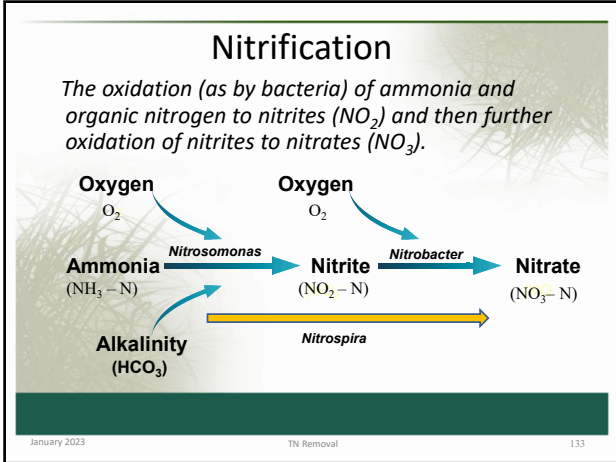 Nitrification
The oxidation (as by bacteria) of ammonia and
organic nitrogen to nitrites (NO₂) and then further
oxidation of nitrites to nitrates (NO₃).
Oxygen Oxygen
O₂ O₂
Nitrosomonas Nitrobacter
Ammonia Nitrite Nitrate
(NH₃ – N) (NO₂ – N) (NO₃– N)
Nitrospira
Alkalinity
(HCO₃)
January 2023 TN Removal 133